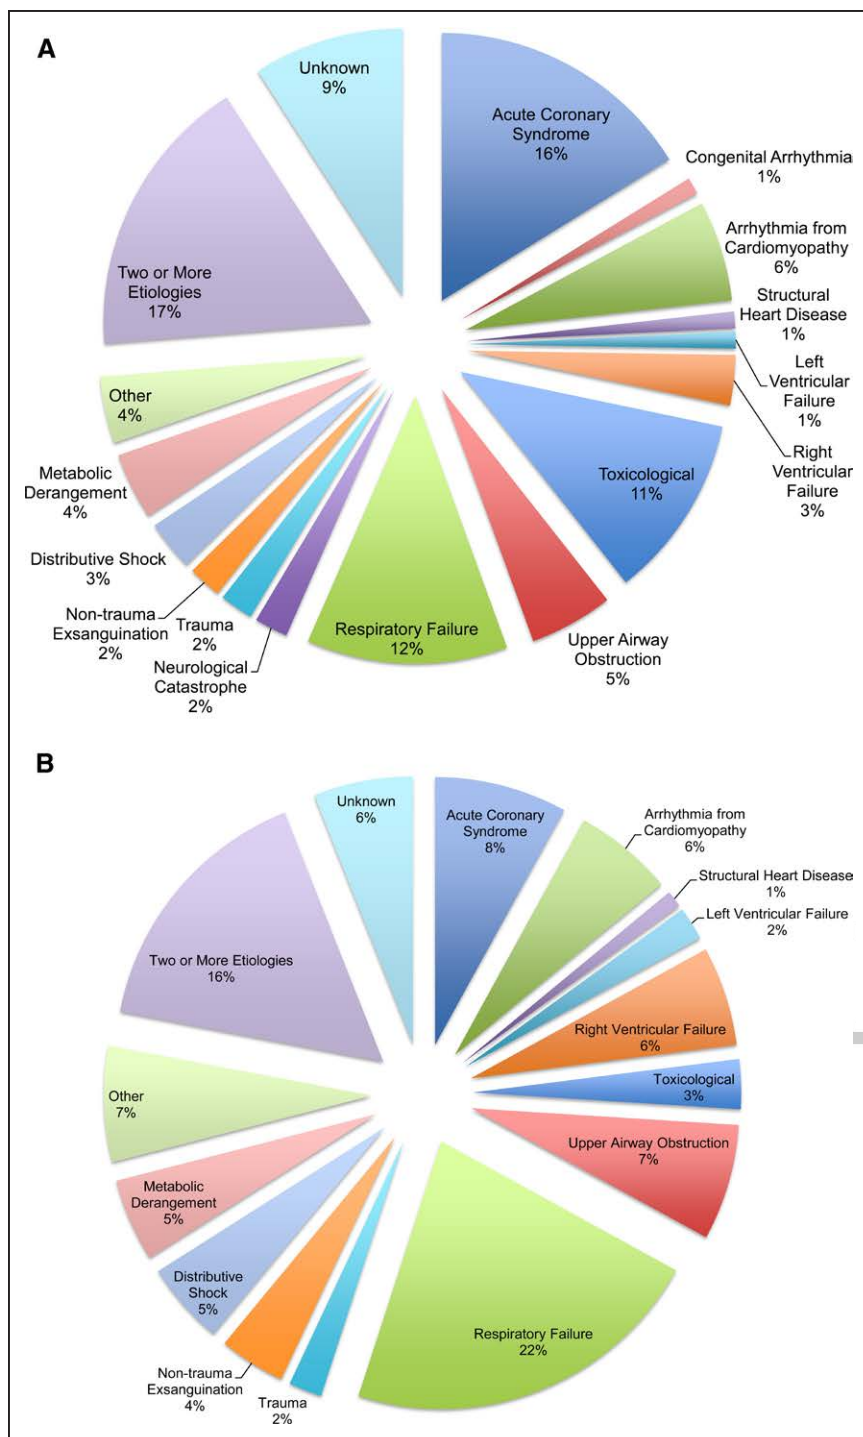 A
Unknown
9%
Acute Coronary
Syndrome
16%
Congenital Arrhythmia
1%
Arrhythmia from
Cardiomyopathy
6%
Structural
Heart Disease
1%
Left
Ventricular
Failure
1%
Right
Ventricular
Failure
3%
Toxicological
11%
Upper Airway
Obstruction
5%
Respiratory Failure
12%
Neurological
Catastrophe
2%
Trauma
2%
Non-trauma
Exsanguination
2%
Distributive Shock
3%
Metabolic
Derangement
4%
Other
4%
Two or More
Etiologies
17%
B
Unknown
6%
Acute Coronary
Syndrome
8%
Arrhythmia from
Cardiomyopathy
6%
Structural Heart Disease
1%
Left Ventricular Failure
2%
Right Ventricular Failure
6%
Toxicological
3%
Upper Airway Obstruction
7%
Respiratory Failure
22%
Trauma
2%
Non-trauma
Exsanguination
4%
Distributive
Shock
5%
Metabolic
Derangement
5%
Other
7%
Two or More Etiologies
16%